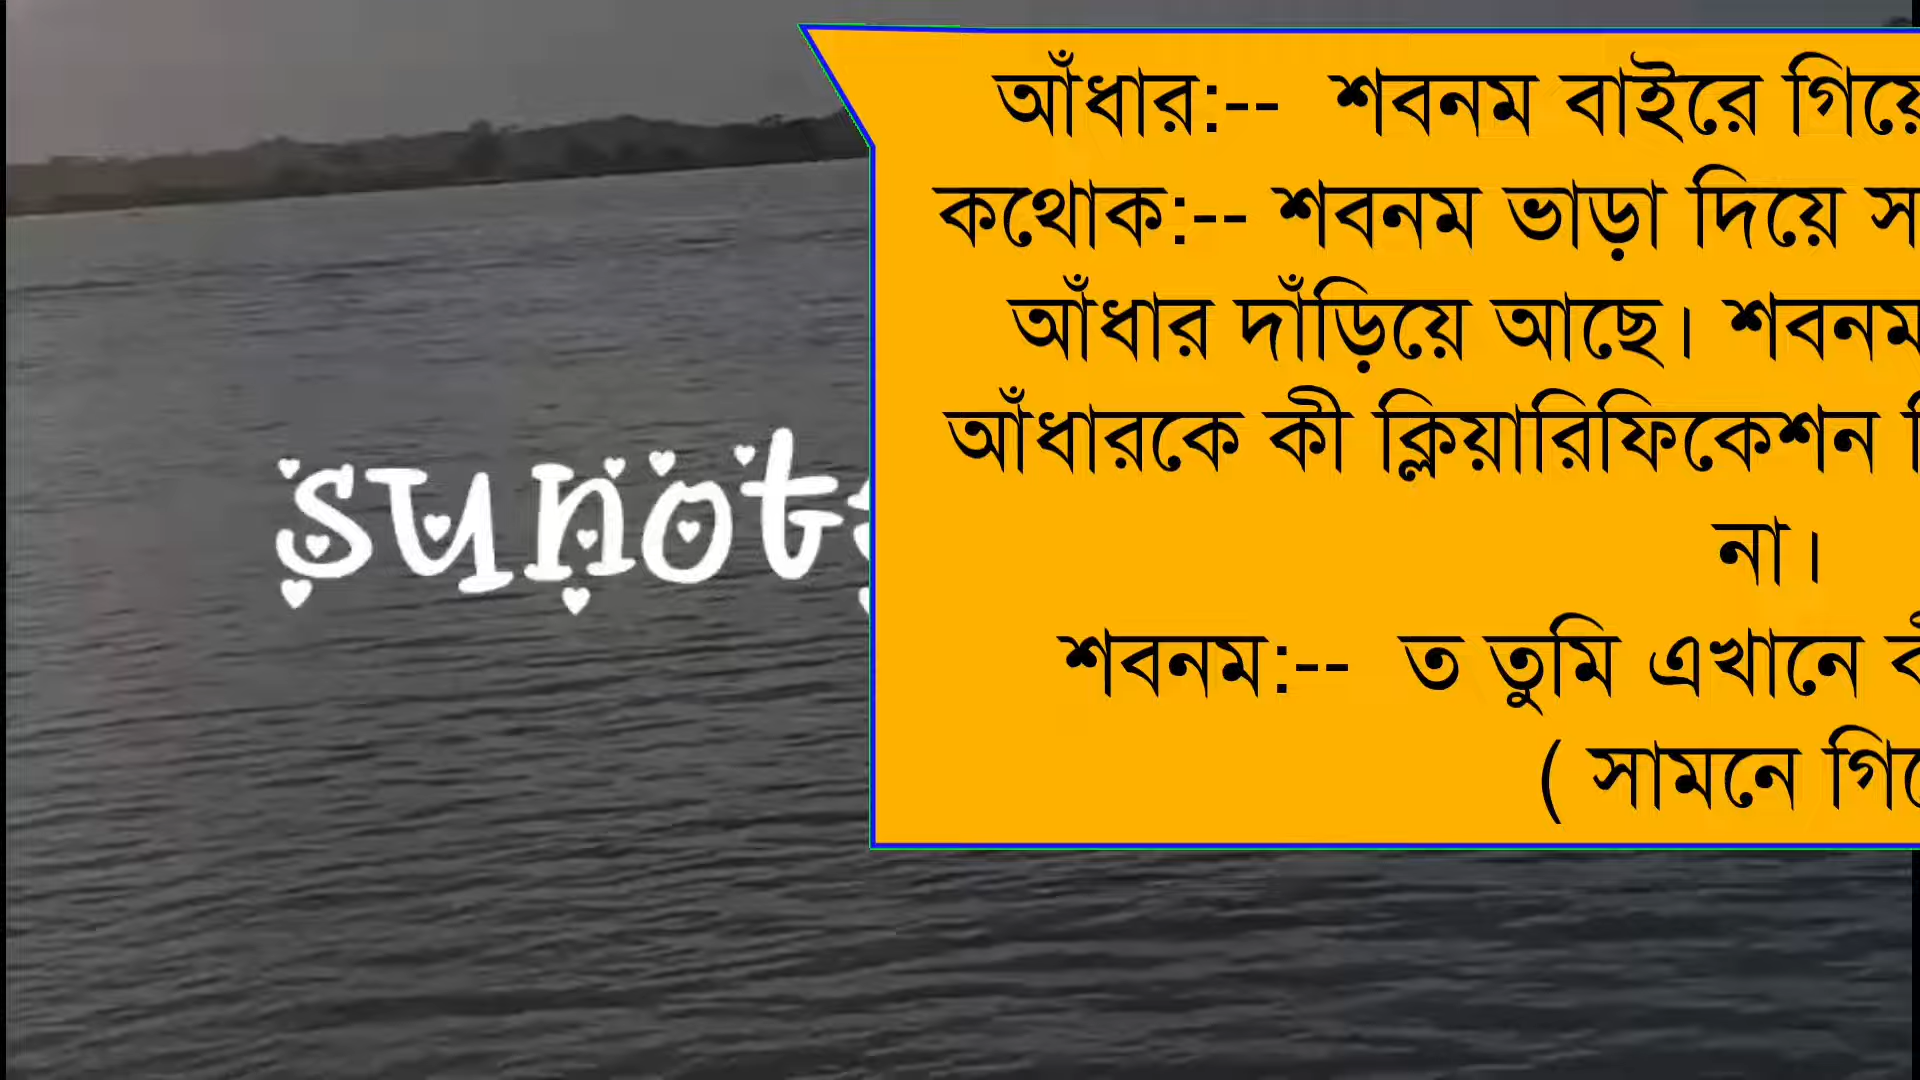 sunot
আঁধার:-- শবনম বাইরে গিয়ে
কথোক:-- শবনম ভাড়া দিয়ে
আঁধার দাঁড়িয়ে আছে। শবনম
আঁধারকে কী ক্লিয়ারিফিকেশন
না।
শবনম:-- ত তুমি এখানে
( সামনে